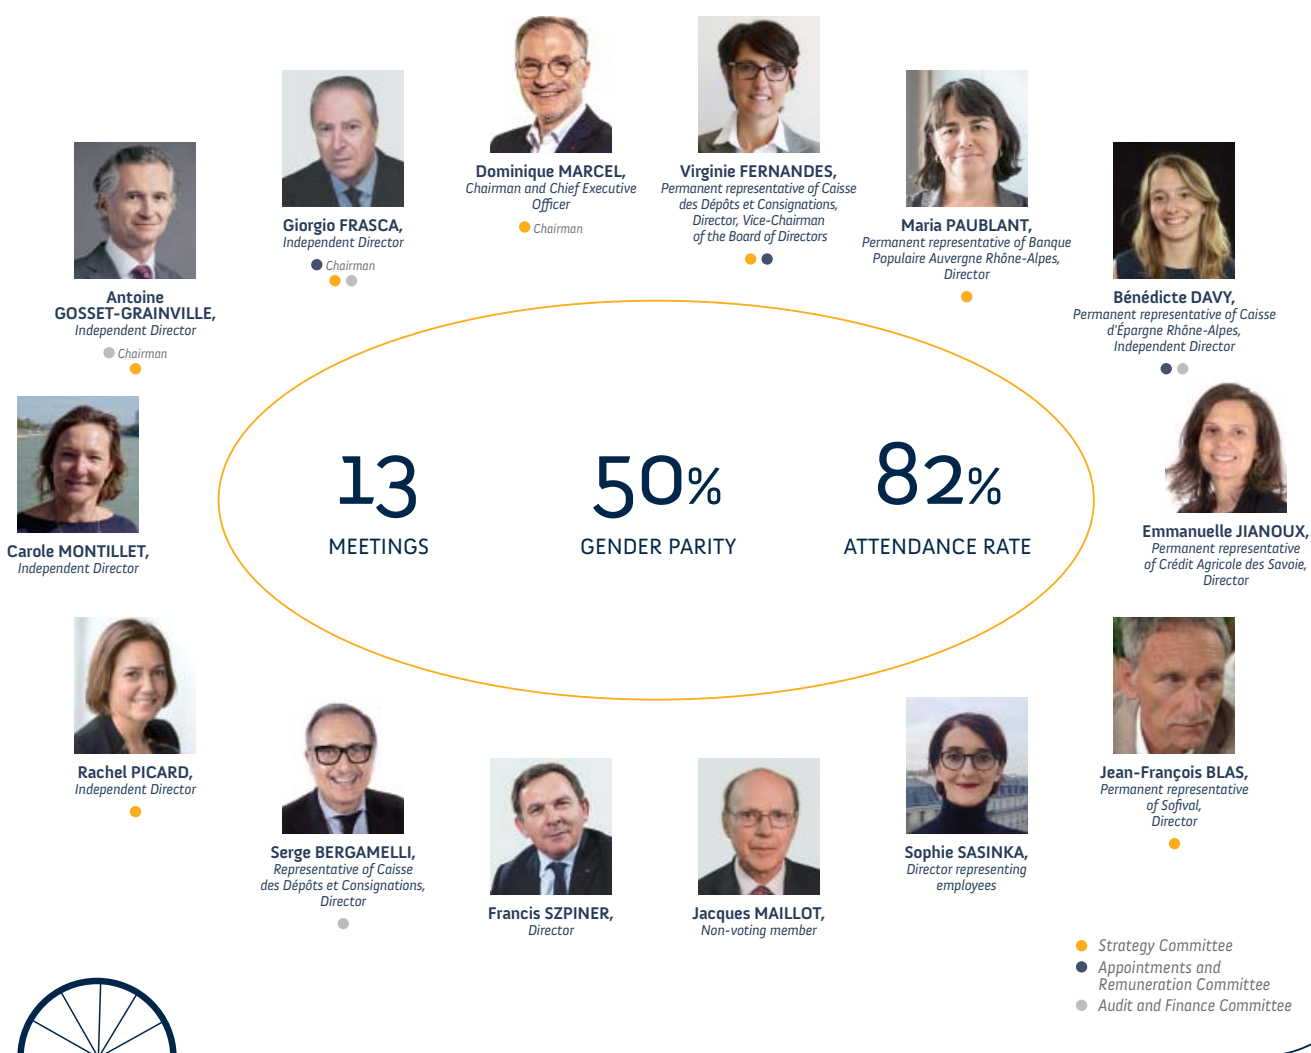 Dominique MARCEL,
Chairman and Chief Executive
Officer
Chairman
Virginie FERNANDES,
Permanent representative of Caisse
des Dépôts et Consignations,
Director, Vice-Chairman
of the Board of Directors
Giorgio FRASCA,
Independent Director
Chairman
Maria PAUBLANT,
Permanent representative of Banque
Populaire Auvergne Rhône-Alpes,
Director
Antoine
GOSSET-GRAINVILLE,
Independent Director
Chairman
Bénédicte DAVY,
Permanent representative of Caisse
d'Épargne Rhône-Alpes,
Independent Director
13
MEETINGS
50%
GENDER PARITY
82%
ATTENDANCE RATE
Carole MONTILLET,
Independent Director
Emmanuelle JIANOUX,
Permanent representative
of Crédit Agricole des Savoie,
Director
Rachel PICARD,
Independent Director
Jean-François BLAS,
Permanent representative
of Sofival,
Director
Serge BERGAMELLI,
Representative of Caisse
des Dépôts et Consignations,
Director
Francis SZPINER,
Director
Jacques MAILLOT,
Non-voting member
Sophie SASINKA,
Director representing
employees
Strategy Committee
Appointments and
Remuneration Committee
Audit and Finance Committee